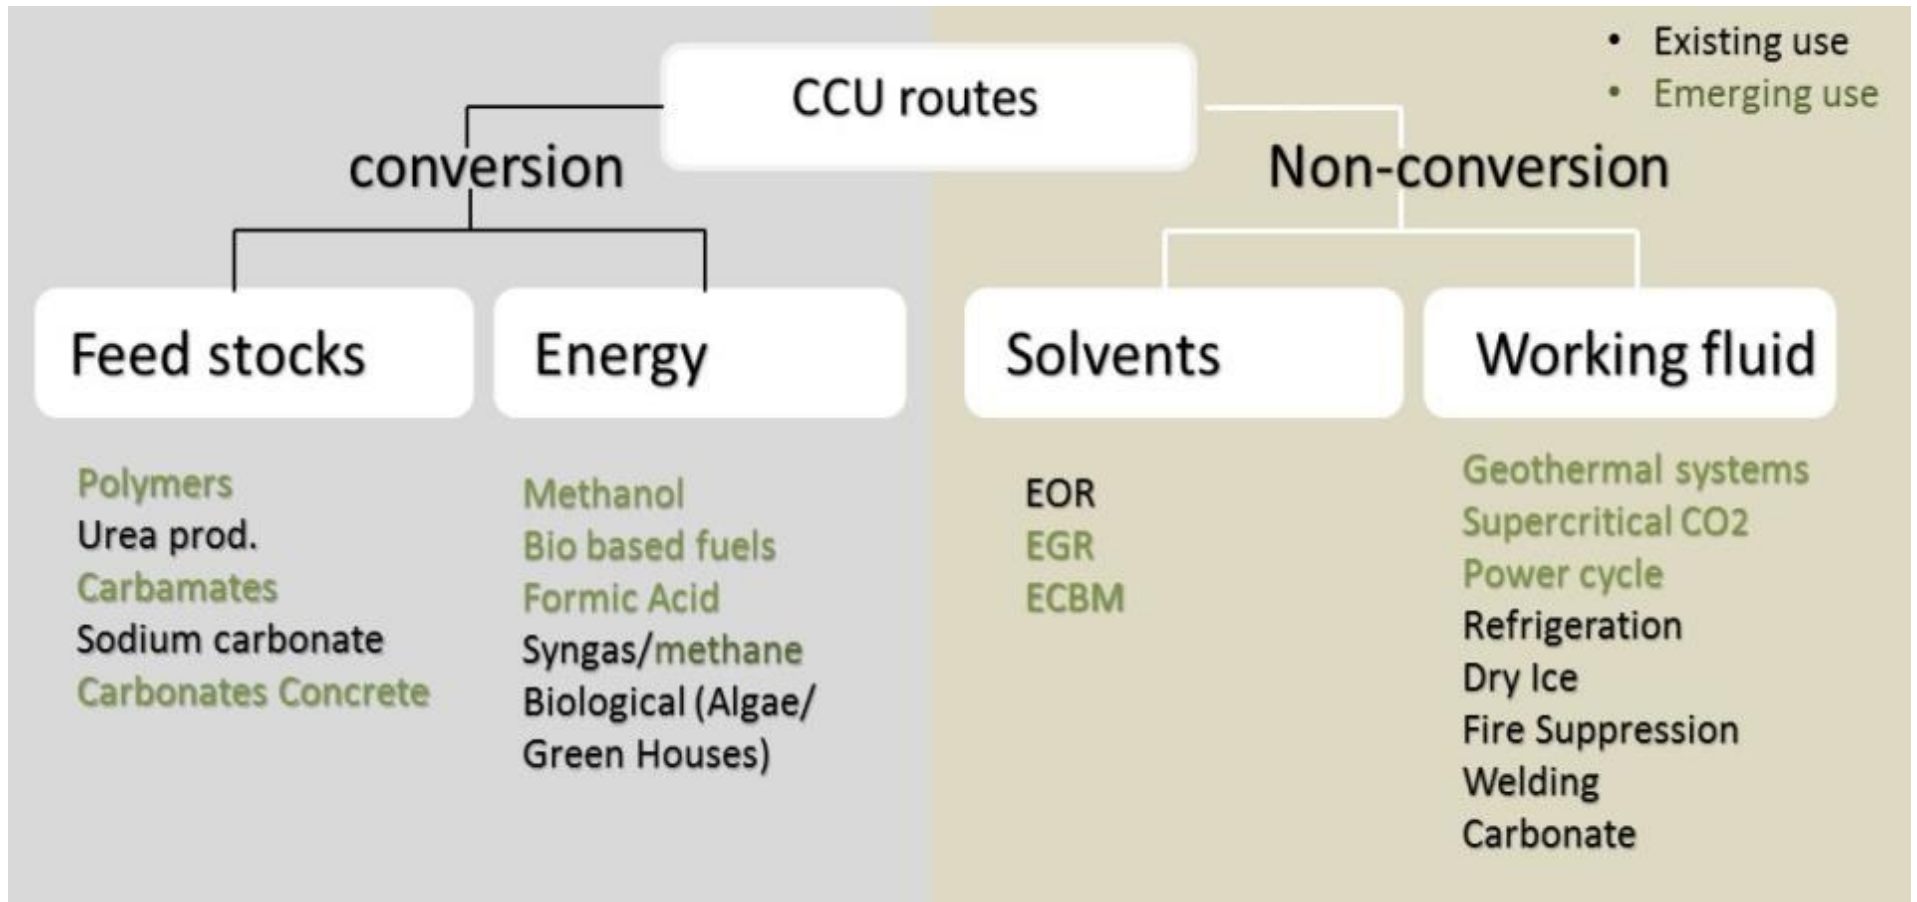 CCU routes
• Existing use
• Emerging use
conversion
Non-conversion
Feed stocks
Polymers
Urea prod.
Carbamates
Sodium carbonate
Carbonates Concrete
Energy
Methanol
Bio based fuels
Formic Acid
Syngas/methane
Biological (Algae/
Green Houses)
Solvents
EOR
EGR
ECBM
Working fluid
Geothermal systems
Supercritical CO2
Power cycle
Refrigeration
Dry Ice
Fire Suppression
Welding
Carbonate